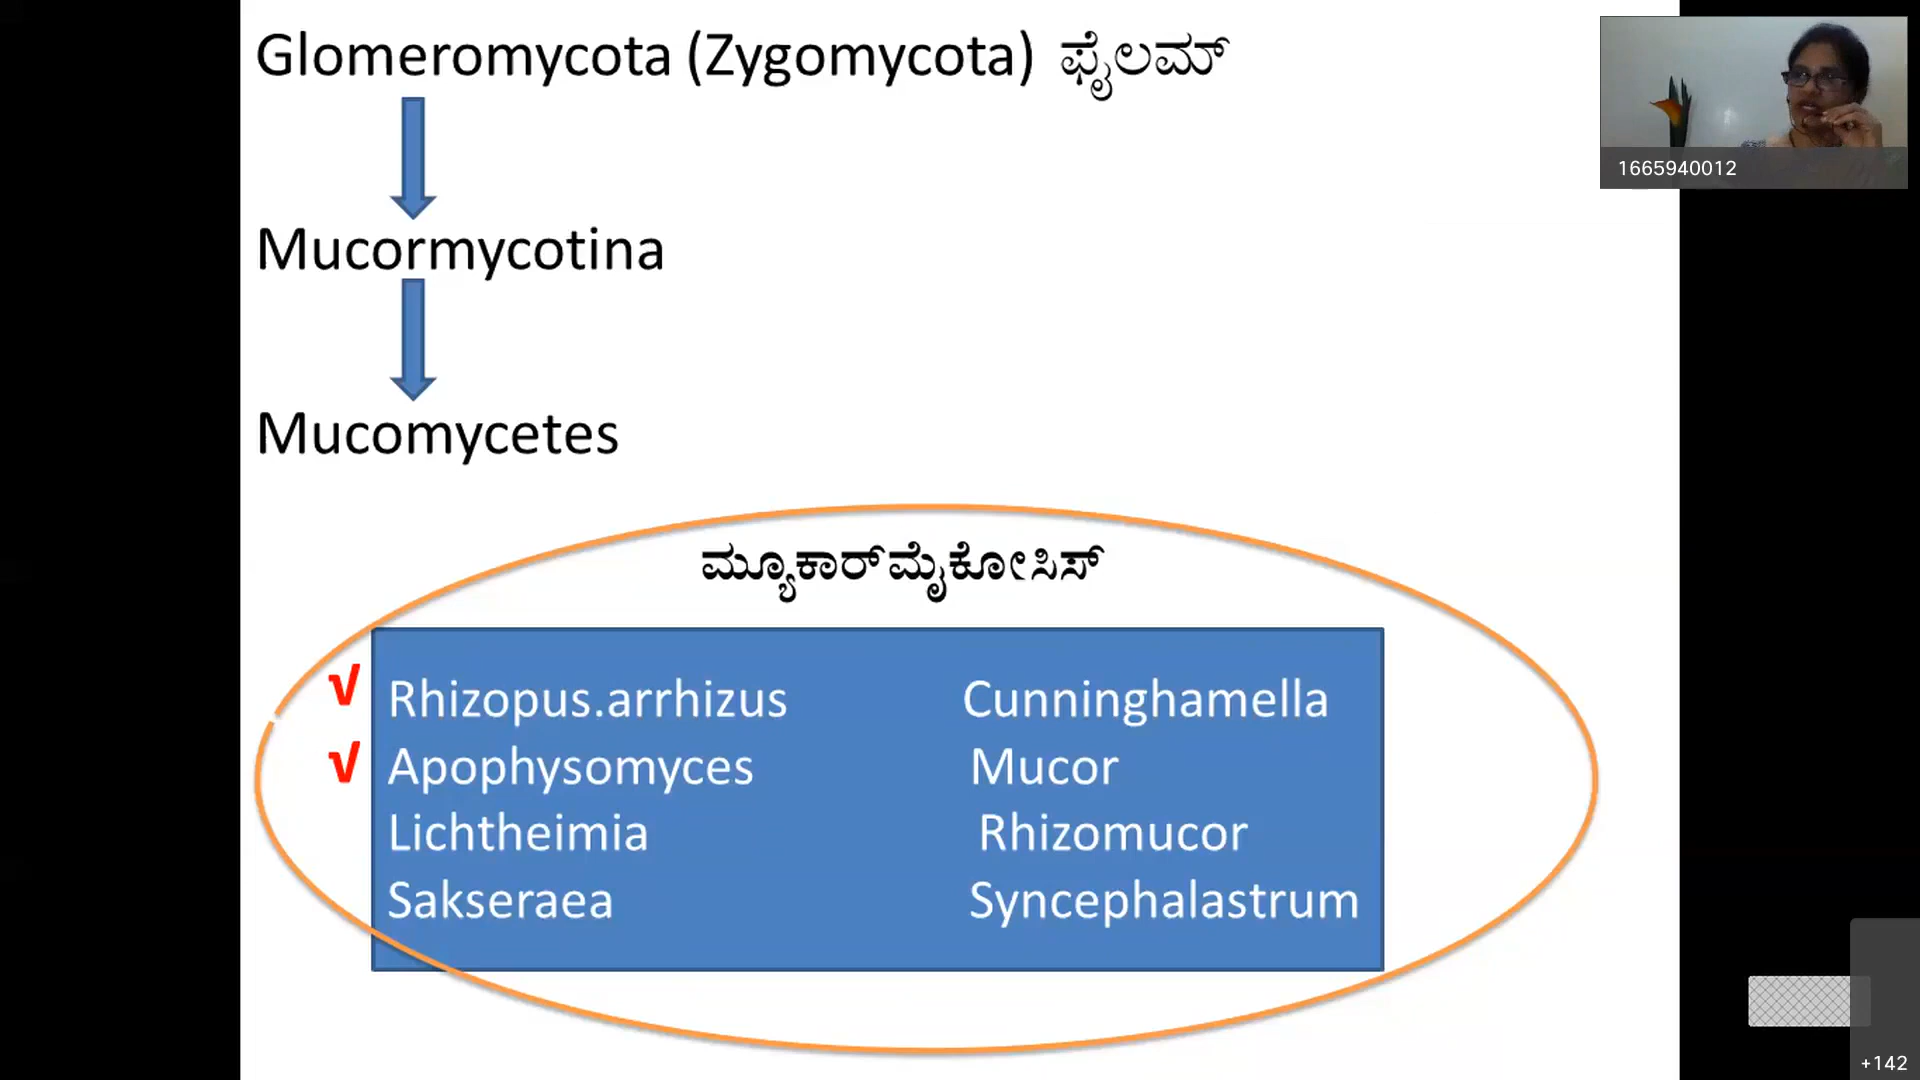 Glomeromycota (Zygomycota) ಫೈಲಮ್
1665940012
Mucormycotina
Mucomycetes
ಮ್ಯೂಕಾರ್‌ಮೈಕೋಸಿಸ್
√ Rhizopus.arrhizus Cunninghamella
√ Apophysomyces Mucor
Lichtheimia Rhizomucor
Sakseraea Syncephalastrum
+142